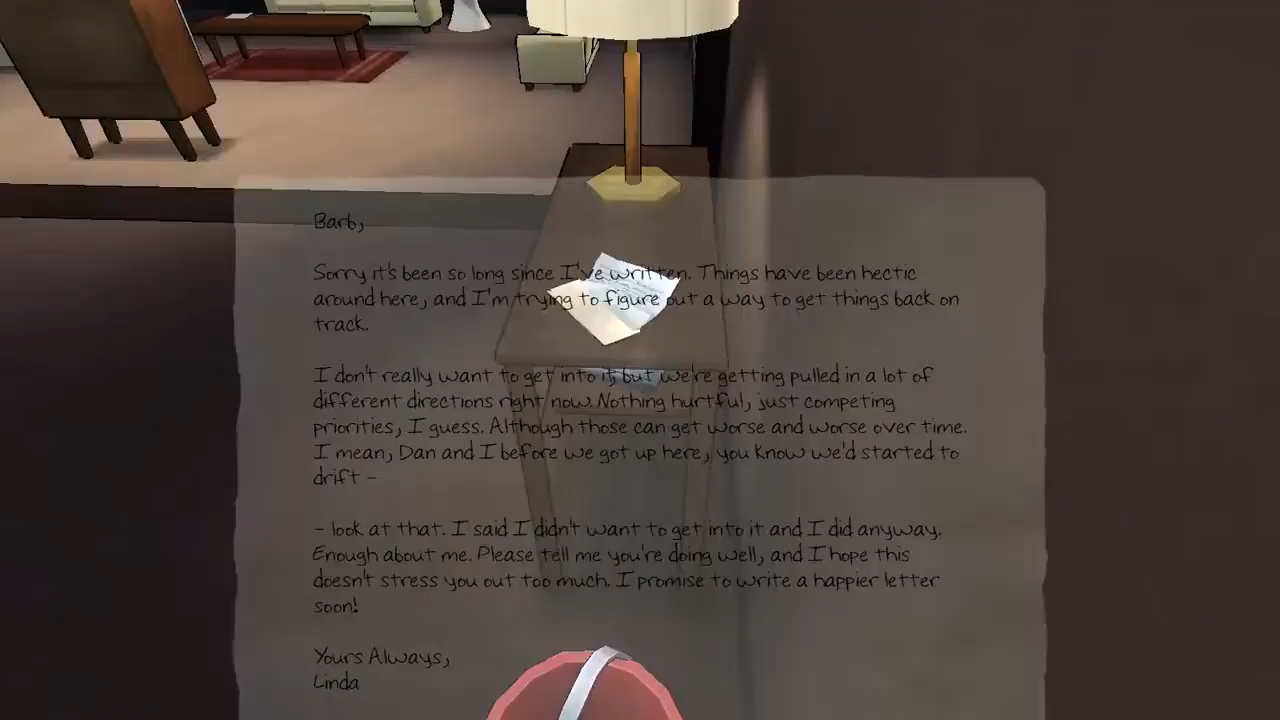 Barb,
Sorry it's been so long since I've written. Things have been hectic
around here, and I'm trying to figure out a way to get things back on
track.
I don't really want to get into it, but we're getting pulled in a lot of
different directions right now. Nothing hurtful, just competing
priorities, I guess. Although those can get worse and worse over time.
I mean, Dan and I before we got up here, you know we'd started to
drift -
- look at that. I said I didn't want to get into it and I did anyway.
Enough about me. Please tell me you're doing well, and I hope this
doesn't stress you out too much. I promise to write a happier letter
soon!
Yours Always,
Linda